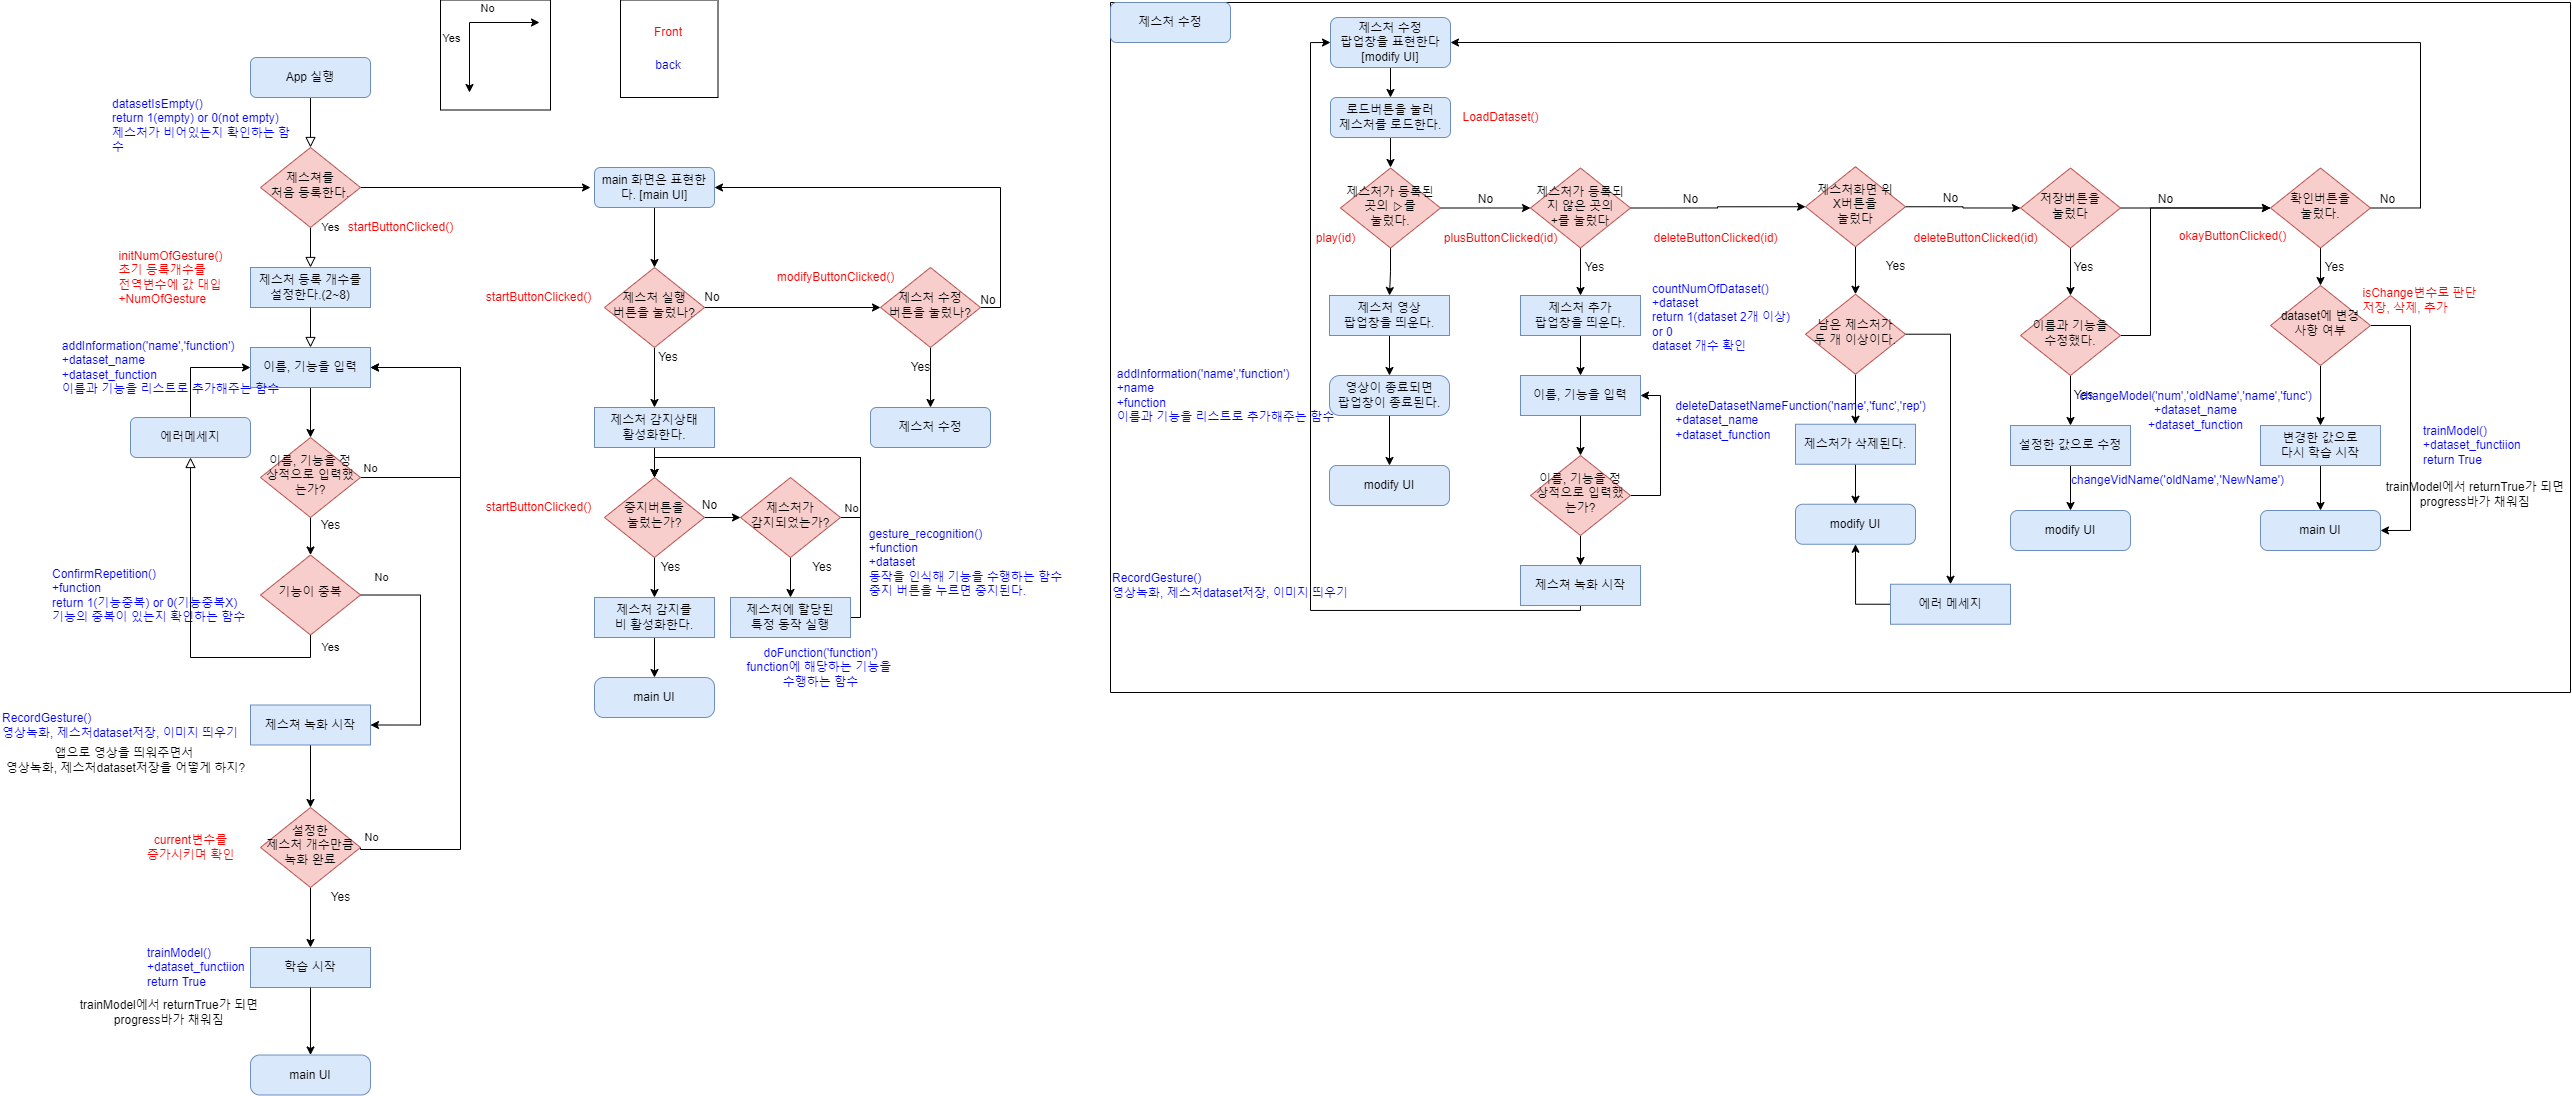 No
Yes
Front
back
App 실행
datasetIsEmpty()
return 1(empty) or 0(not empty)
제스처가 비어있는지 확인하는 함
수
제스쳐를
처음 등록한다.
Yes
startButtonClicked()
initNumOfGesture()
초기 등록개수를
전역변수에 값 대입
+NumOfGesture
제스처 등록 개수를
설정한다.(2~8)
addInformation('name','function')
+dataset_name
+dataset_function
이름과 기능을 리스트로 추가해주는 함수
이름, 기능을 입력
에러메세지
이름, 기능을 정
상적으로 입력했
는가?
No
Yes
ConfirmRepetition()
+function
return 1(기능중복) or 0(기능중복X)
기능의 중복이 있는지 확인하는 함수
기능이 중복
No
Yes
RecordGesture()
영상녹화, 제스처dataset저장, 이미지 띄우기
앱으로 영상을 띄워주면서
영상녹화, 제스처dataset저장을 어떻게 하지?
제스쳐 녹화 시작
current변수를
증가시키며 확인
설정한
제스처 개수만큼
녹화 완료
No
Yes
trainModel()
+dataset_functiion
return True
trainModel에서 returnTrue가 되면
progress바가 채워짐
학습 시작
main UI
main 화면은 표현한
다. [main UI]
startButtonClicked()
제스처 실행
버튼을 눌렀나?
No
modifyButtonClicked()
제스처 수정
버튼을 눌렀나?
No
Yes
Yes
제스처 감지상태
활성화한다.
제스처 수정
startButtonClicked()
중지버튼을
눌렀는가?
No
제스처가
감지되었는가?
No
Yes
Yes
gesture_recognition()
+function
+dataset
동작을 인식해 기능을 수행하는 함수
중지 버튼을 누르면 중지된다.
제스처 감지를
비 활성화한다.
제스처에 할당된
특정 동작 실행
doFunction('function')
function에 해당하는 기능을
수행하는 함수
main UI
제스처 수정
제스처 수정
팝업창을 표현한다
[modify UI]
로드버튼을 눌러
제스처를 로드한다.
LoadDataset()
제스처가 등록된
곳의 ▷를
눌렀다.
No
play(id)
제스처가 등록되
지 않은 곳의
+를 눌렀다
No
plusButtonClicked(id)
Yes
제스처화면 위
X버튼을
눌렀다
No
deleteButtonClicked(id)
Yes
저장버튼을
눌렀다
No
deleteButtonClicked(id)
Yes
확인버튼을
눌렀다.
No
okayButtonClicked()
Yes
제스처 영상
팝업창을 띄운다.
영상이 종료되면
팝업창이 종료된다.
modify UI
addInformation('name','function')
+name
+function
이름과 기능을 리스트로 추가해주는 함수
제스처 추가
팝업창을 띄운다.
이름, 기능을 입력
이름, 기능을 정
상적으로 입력했
는가?
제스쳐 녹화 시작
RecordGesture()
영상녹화, 제스처dataset저장, 이미지 띄우기
countNumOfDataset()
+dataset
return 1(dataset 2개 이상)
or 0
dataset 개수 확인
남은 제스처가
두 개 이상이다
deleteDatasetNameFunction('name','func','rep')
+dataset_name
+dataset_function
제스처가 삭제된다.
modify UI
에러 메세지
이름과 기능을
수정했다.
Yes
changeModel('num','oldName','name','func')
+dataset_name
+dataset_function
설정한 값으로 수정
changeVidName('oldName','NewName')
modify UI
isChange변수로 판단
저장, 삭제, 추가
dataset에 변경
사항 여부
변경한 값으로
다시 학습 시작
trainModel()
+dataset_functiion
return True
trainModel에서 returnTrue가 되면
progress바가 채워짐
main UI